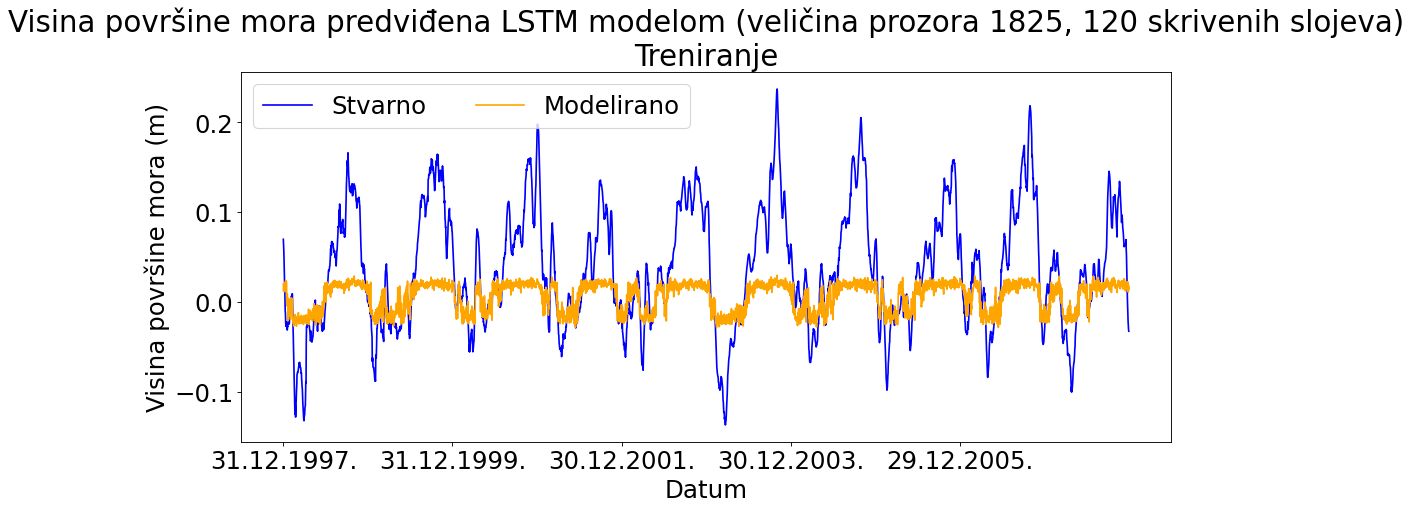 Visina površine mora predviđena LSTM modelom (veličina prozora 1825, 120 skrivenih slojeva)
Treniranje
Stvarno Modelirano
Visina površine mora (m)
0.2
0.1
0.0
−0.1
31.12.1997. 31.12.1999. 30.12.2001. 30.12.2003. 29.12.2005.
Datum